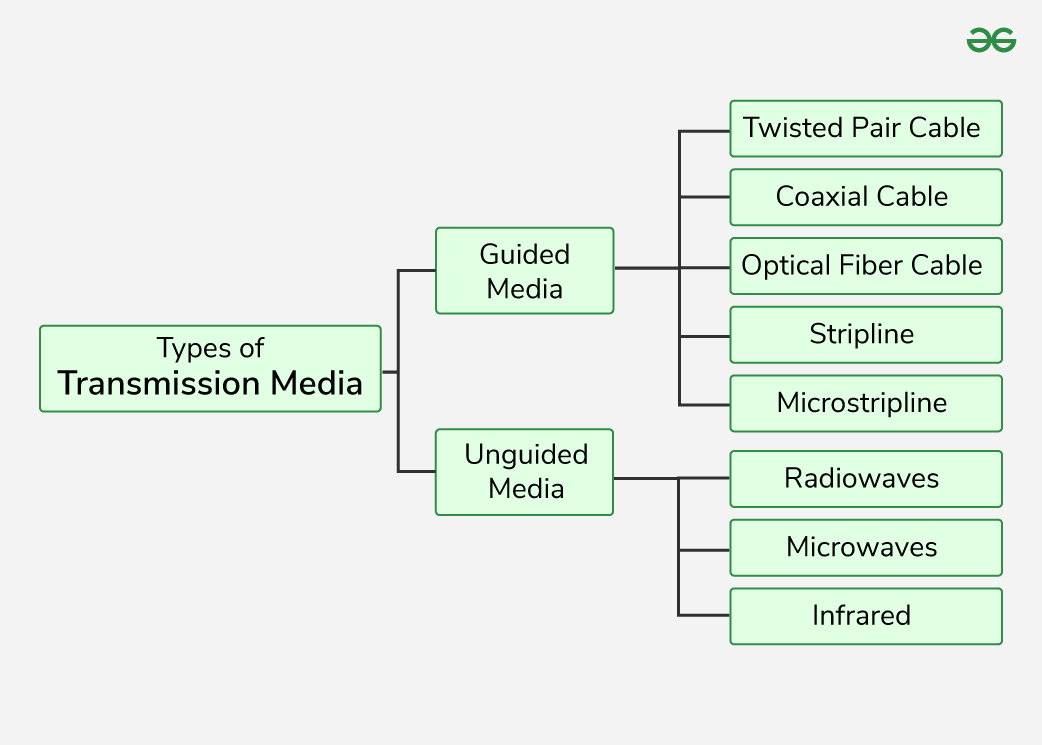 Types of
Transmission Media
Guided
Media
Unguided
Media
Twisted Pair Cable
Coaxial Cable
Optical Fiber Cable
Stripline
Microstripline
Radiowaves
Microwaves
Infrared